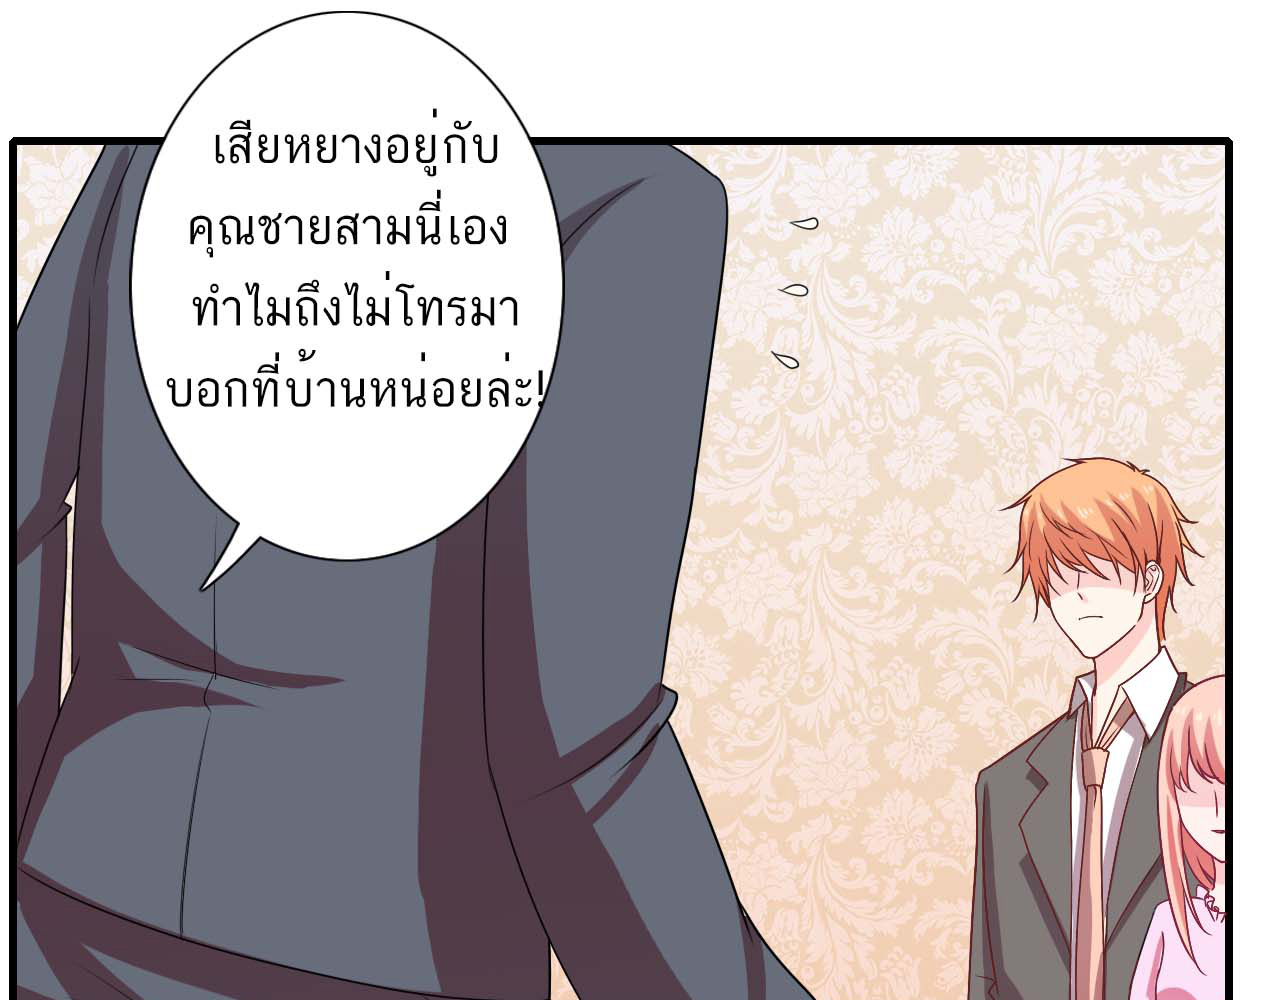 เสียหยางอยู่กับ
คุณชายสามนี่เอง
ทำไมถึงไม่โทรมา
บอกที่บ้านหน่อยล่ะ!